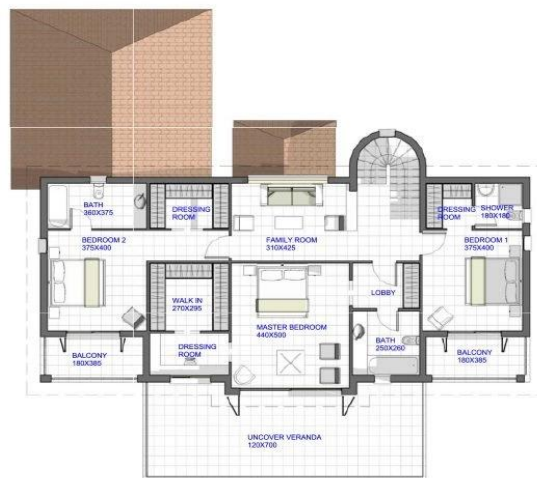 BATH
360X375
DRESSING
ROOM
DRESSING
ROOM
SHOWER
180X180
BEDROOM 2
375X400
FAMILY ROOM
310X425
BEDROOM 1
375X400
WALK IN
270X295
LOBBY
MASTER BEDROOM
440X500
DRESSING
ROOM
BATH
250X260
BALCONY
180X385
BALCONY
180X385
UNCOVER VERANDA
120X700